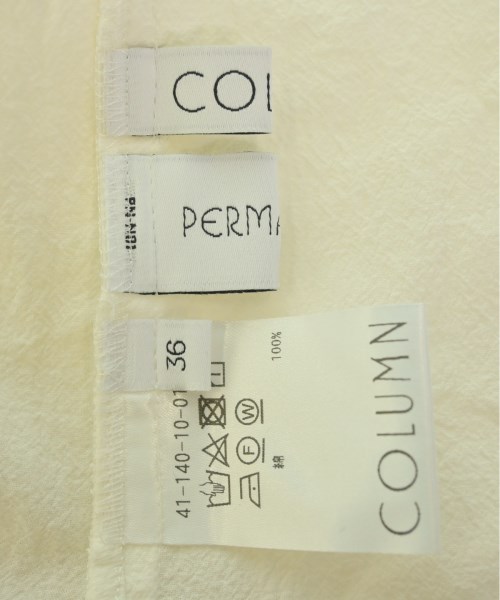 COL
PERMA
36
41-140-10-01
綿
100%
COLUMN